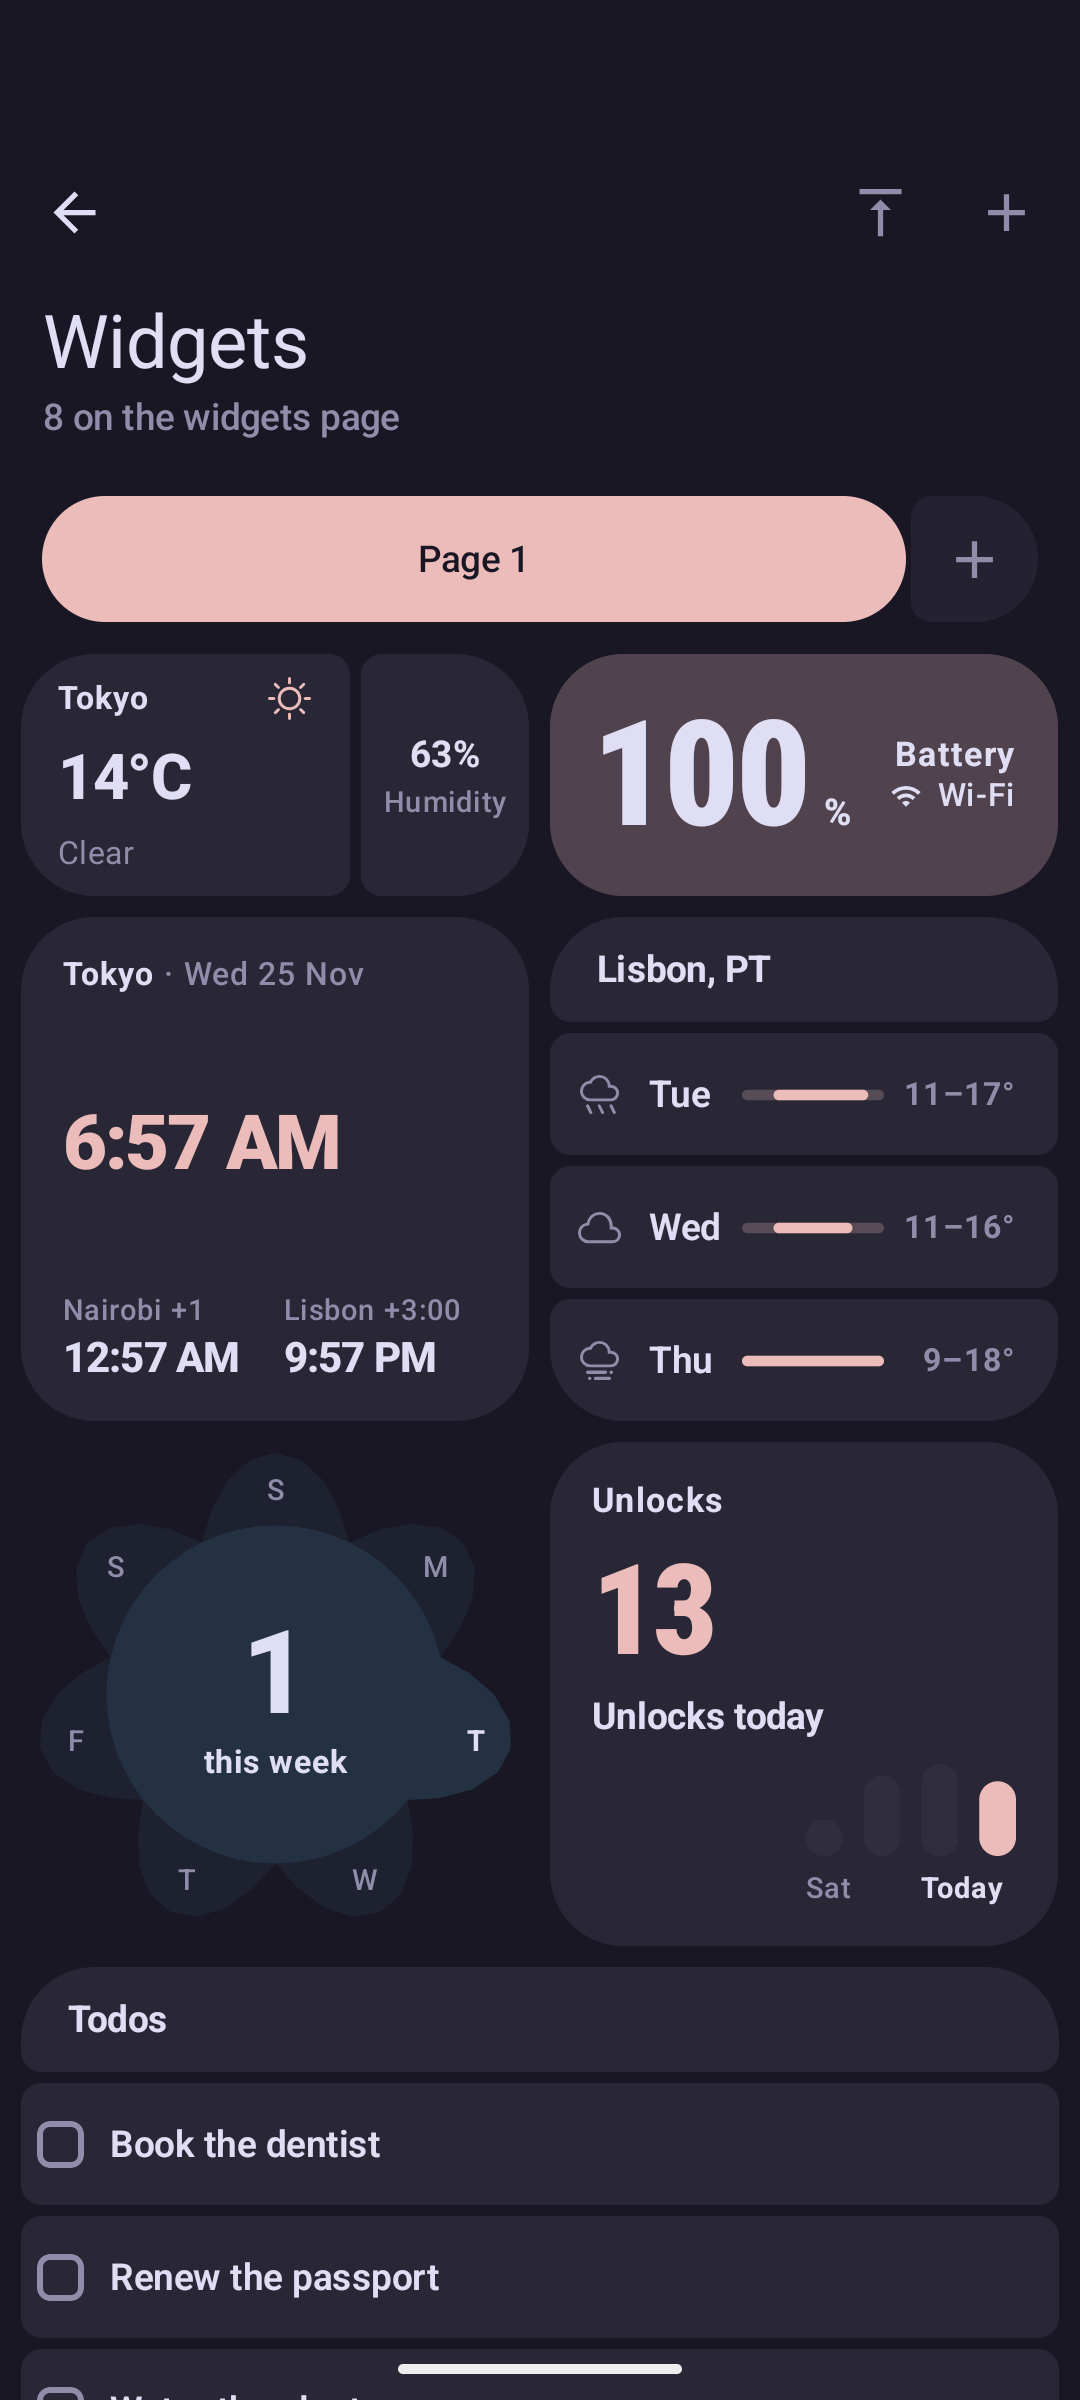 Widgets
8 on the widgets page
Page 1
Tokyo
14°C
Clear
63%
Humidity
100 %
Battery
Wi-Fi
Tokyo · Wed 25 Nov
6:57 AM
Nairobi +1
12:57 AM
Lisbon +3:00
9:57 PM
Lisbon, PT
Tue 11–17°
Wed 11–16°
Thu 9–18°
S
M
T
W
T
F
S
1
this week
Unlocks
13
Unlocks today
Sat
Today
Todos
Book the dentist
Renew the passport